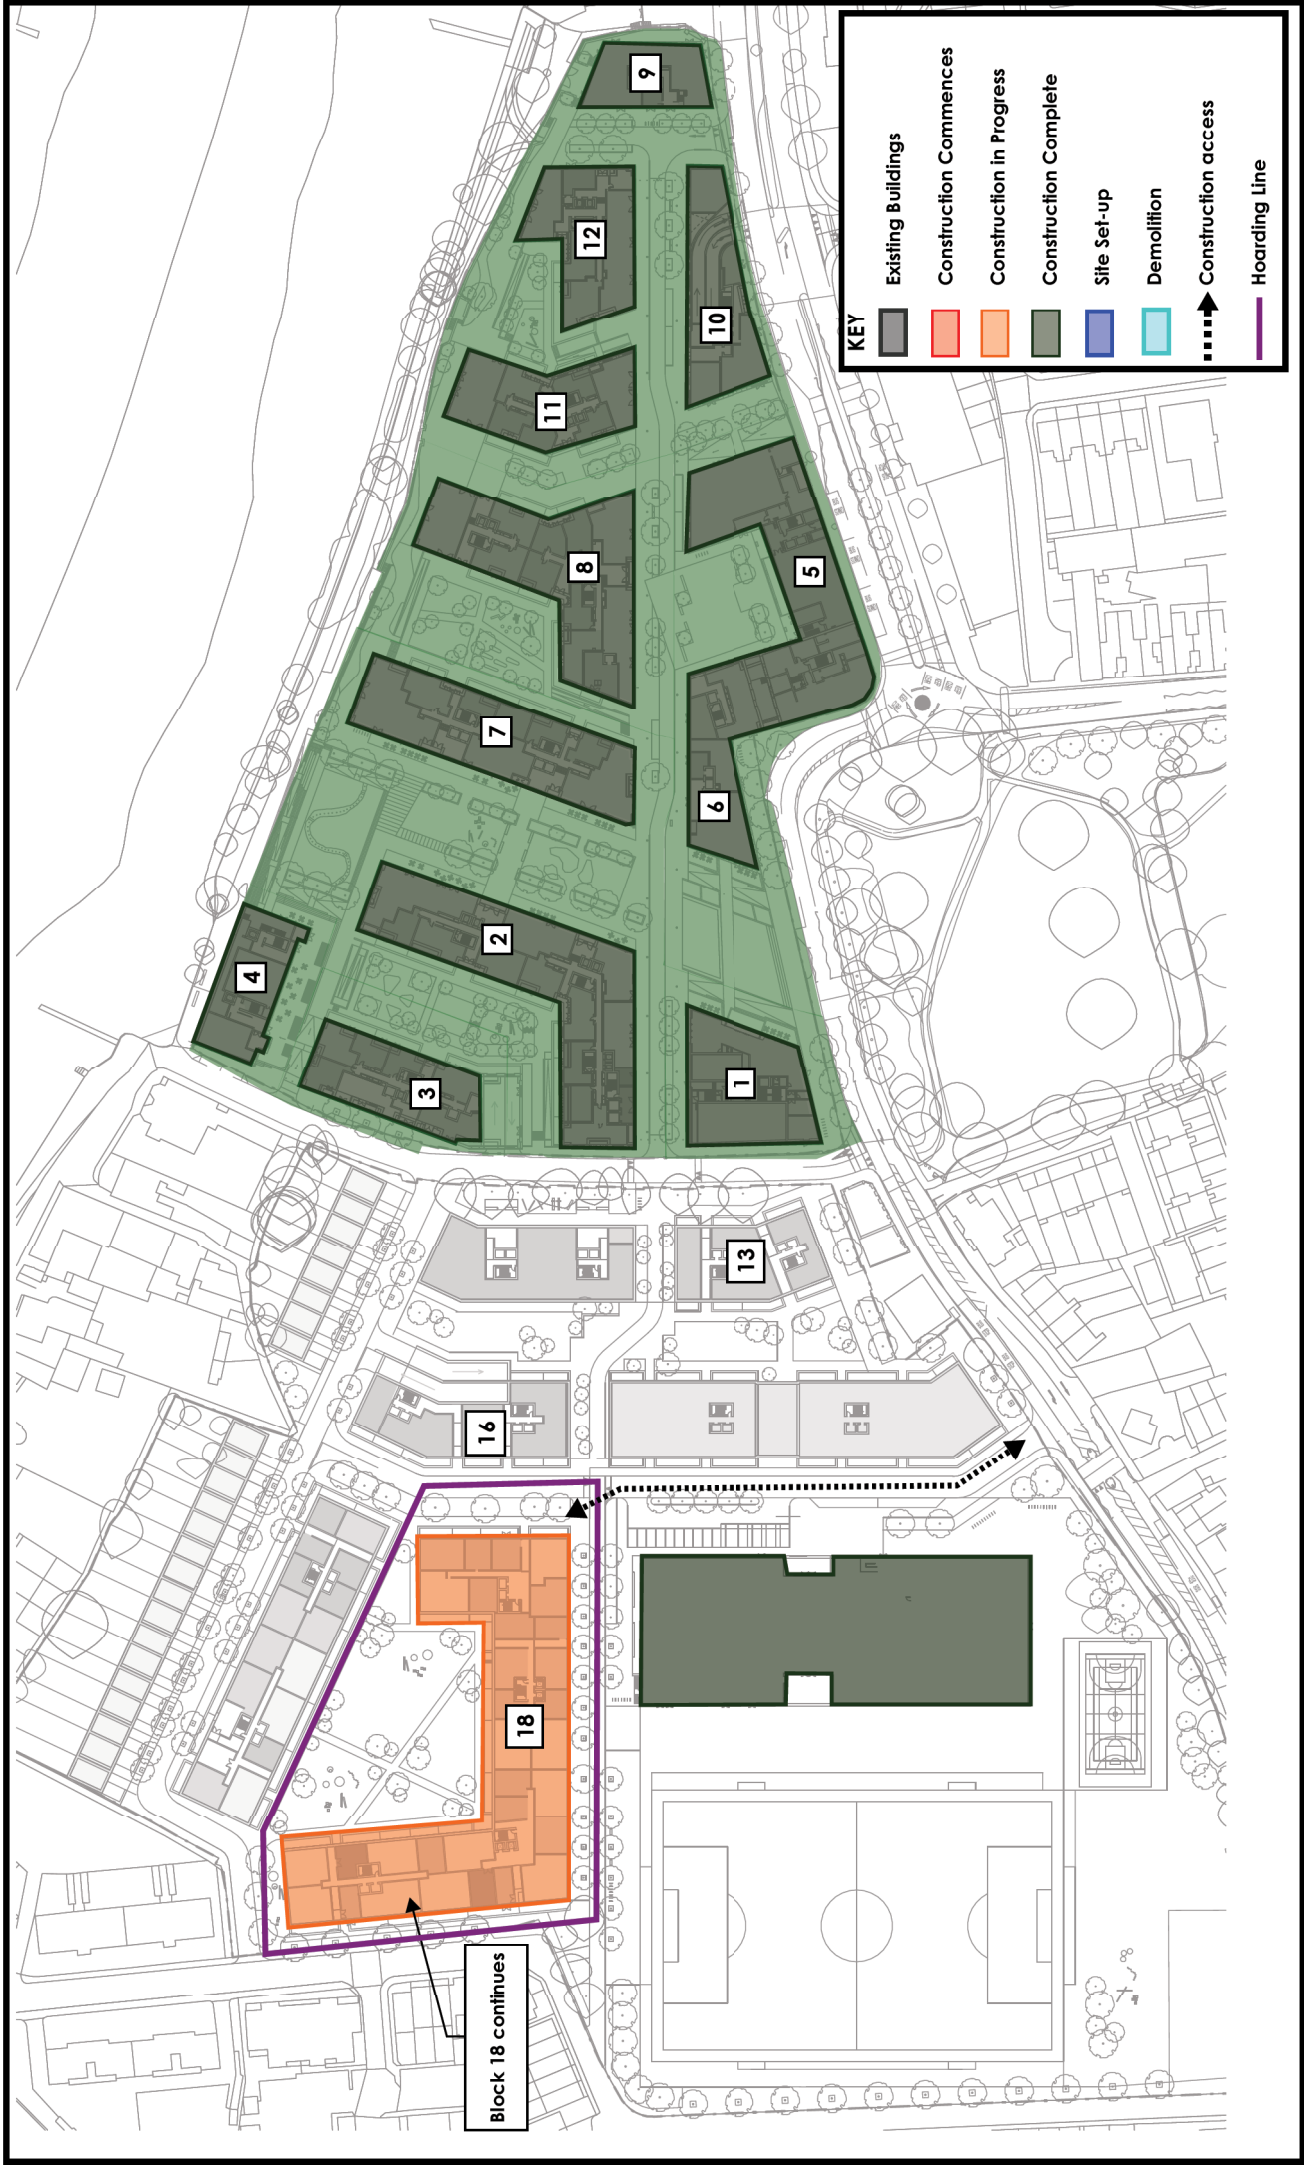 KEY
Existing Buildings
Construction Commences
Construction in Progress
Construction Complete
Site Set-up
Demolition
Construction access
Hoarding Line
Block 18 continues
18
16
13
4
3
2
1
7
6
8
5
11
10
12
9